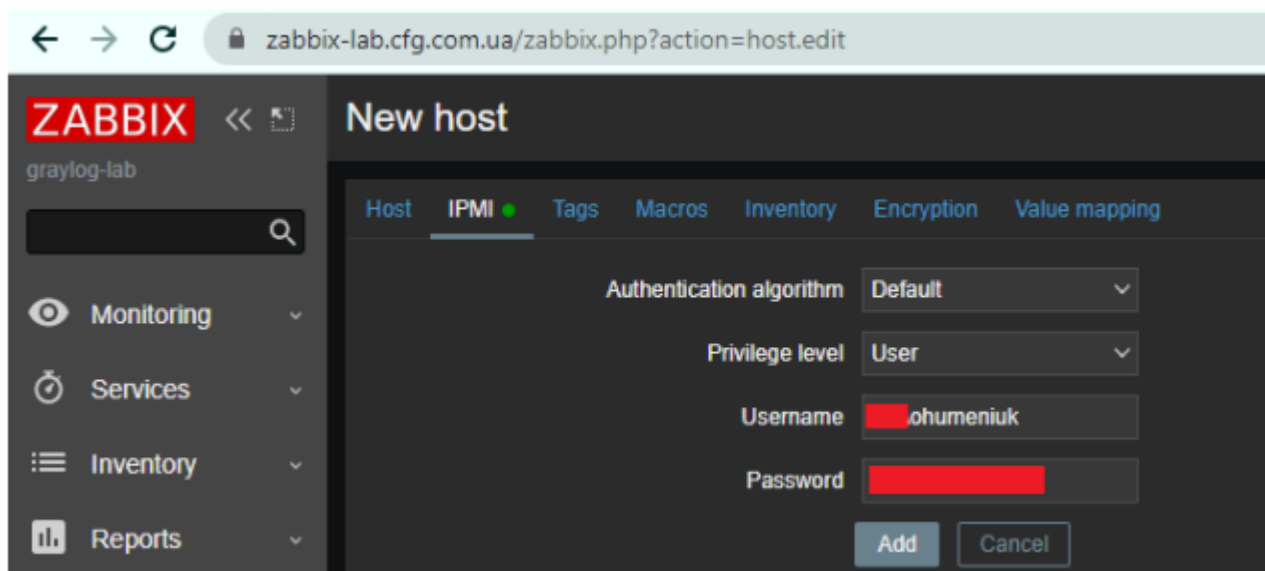 zabbix-lab.cfg.com.ua/zabbix.php?action=host.edit
ZABBIX
New host
graylog-lab
Host IPMI Tags Macros Inventory Encryption Value mapping
Authentication algorithm Default
Monitoring
Privilege level User
Services
Username ohumeniuk
Inventory
Password
Reports
Add Cancel